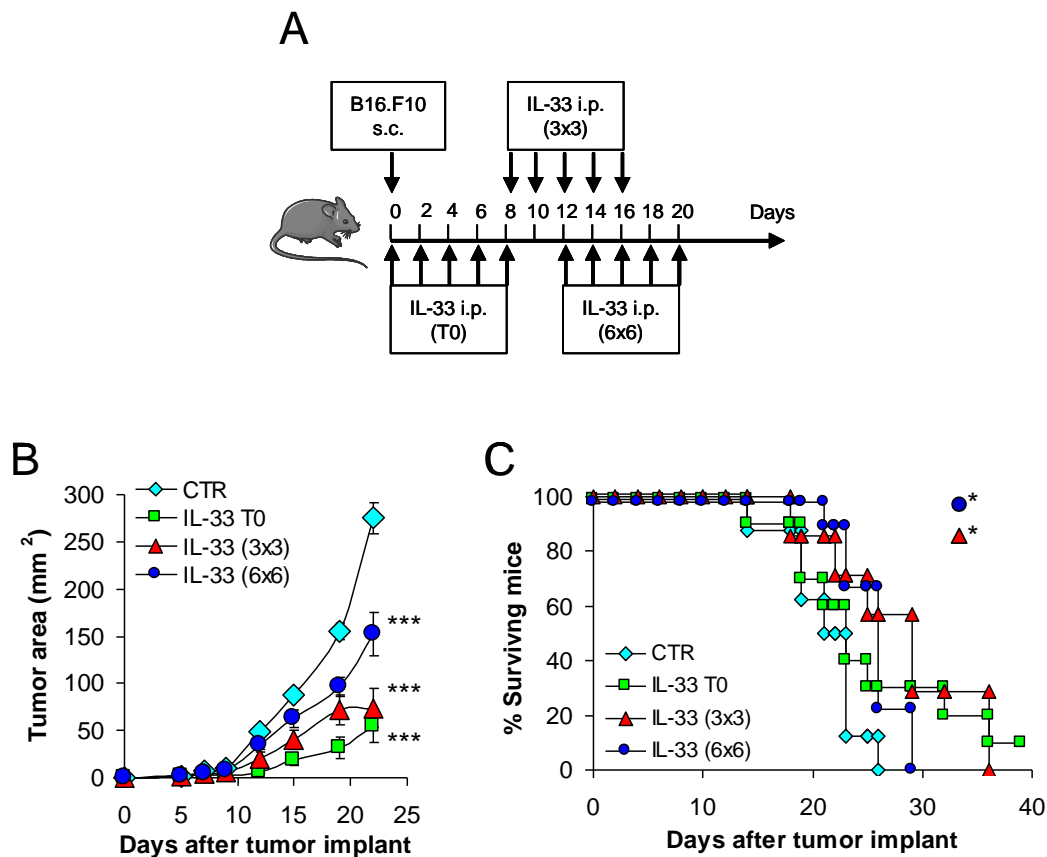 A
B16.F10
s.c.
IL-33 i.p.
(3x3)
0 2 4 6 8 10 12 14 16 18 20 Days
IL-33 i.p.
(T0)
IL-33 i.p.
(6x6)
B
CTR
IL-33 T0
IL-33 (3x3)
IL-33 (6x6)
Tumor area (mm²)
300
250
200
150
100
50
0
***
***
***
0 5 10 15 20 25
Days after tumor implant
C
% Survivng mice
100
80
60
40
20
0
*
*
CTR
IL-33 T0
IL-33 (3x3)
IL-33 (6x6)
0 10 20 30 40
Days after tumor implant